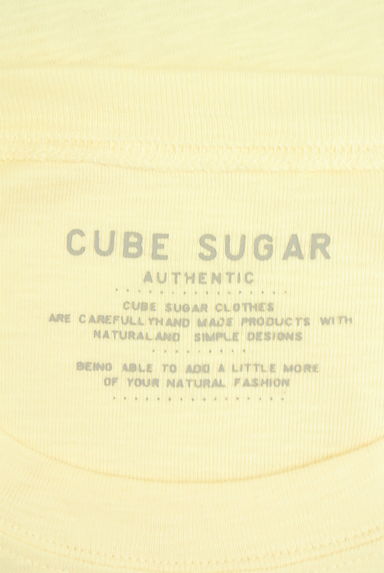 CUBE SUGAR
AUTHENTIC
CUBE SUGAR CLOTHES
ARE CAREFULLYHAND MADE PRODUCTS WITH
NATURALAND SIMPLE DESIGNS
BEING ABLE TO ADD A LITTLE MORE
OF YOUR NATURAL FASHION